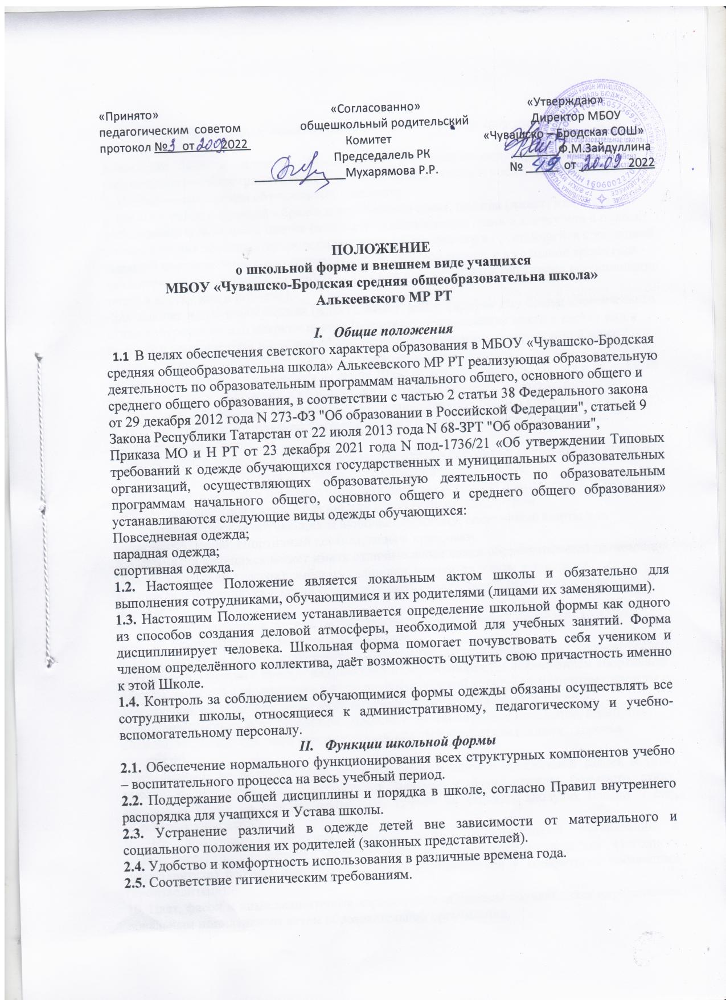 «Принято»
педагогическим советом
протокол №3 от 20.09 2022
«Согласованно»
общешкольный родительский
Комитет
Председалель РК
Мухарямова Р.Р.
«Утверждаю»
Директор МБОУ
«Чувашско – Бродская СОШ»
Ф.М.Зайдуллина
№ 49 от 20.09 2022
ПОЛОЖЕНИЕ
о школьной форме и внешнем виде учащихся
МБОУ «Чувашско-Бродская средняя общеобразовательна школа»
Алькеевского МР РТ
I. Общие положения
1.1 В целях обеспечения светского характера образования в МБОУ «Чувашско-Бродская
средняя общеобразовательна школа» Алькеевского МР РТ реализующая образовательную
деятельность по образовательным программам начального общего, основного общего и
среднего общего образования, в соответствии с частью 2 статьи 38 Федерального закона
от 29 декабря 2012 года N 273-ФЗ "Об образовании в Российской Федерации", статьей 9
Закона Республики Татарстан от 22 июля 2013 года N 68-ЗРТ "Об образовании",
Приказа МО и Н РТ от 23 декабря 2021 года N под-1736/21 «Об утверждении Типовых
требований к одежде обучающихся государственных и муниципальных образовательных
организаций, осуществляющих образовательную деятельность по образовательным
программам начального общего, основного общего и среднего общего образования»
устанавливаются следующие виды одежды обучающихся:
Повседневная одежда;
парадная одежда;
спортивная одежда.
1.2. Настоящее Положение является локальным актом школы и обязательно для
выполнения сотрудниками, обучающимися и их родителями (лицами их заменяющими).
1.3. Настоящим Положением устанавливается определение школьной формы как одного
из способов создания деловой атмосферы, необходимой для учебных занятий. Форма
дисциплинирует человека. Школьная форма помогает почувствовать себя учеником и
членом определённого коллектива, даёт возможность ощутить свою причастность именно
к этой Школе.
1.4. Контроль за соблюдением обучающимися формы одежды обязаны осуществлять все
сотрудники школы, относящиеся к административному, педагогическому и учебно-
вспомогательному персоналу.
II. Функции школьной формы
2.1. Обеспечение нормального функционирования всех структурных компонентов учебно
– воспитательного процесса на весь учебный период.
2.2. Поддержание общей дисциплины и порядка в школе, согласно Правил внутреннего
распорядка для учащихся и Устава школы.
2.3. Устранение различий в одежде детей вне зависимости от материального и
социального положения их родителей (законных представителей).
2.4. Удобство и комфортность использования в различные времена года.
2.5. Соответствие гигиеническим требованиям.